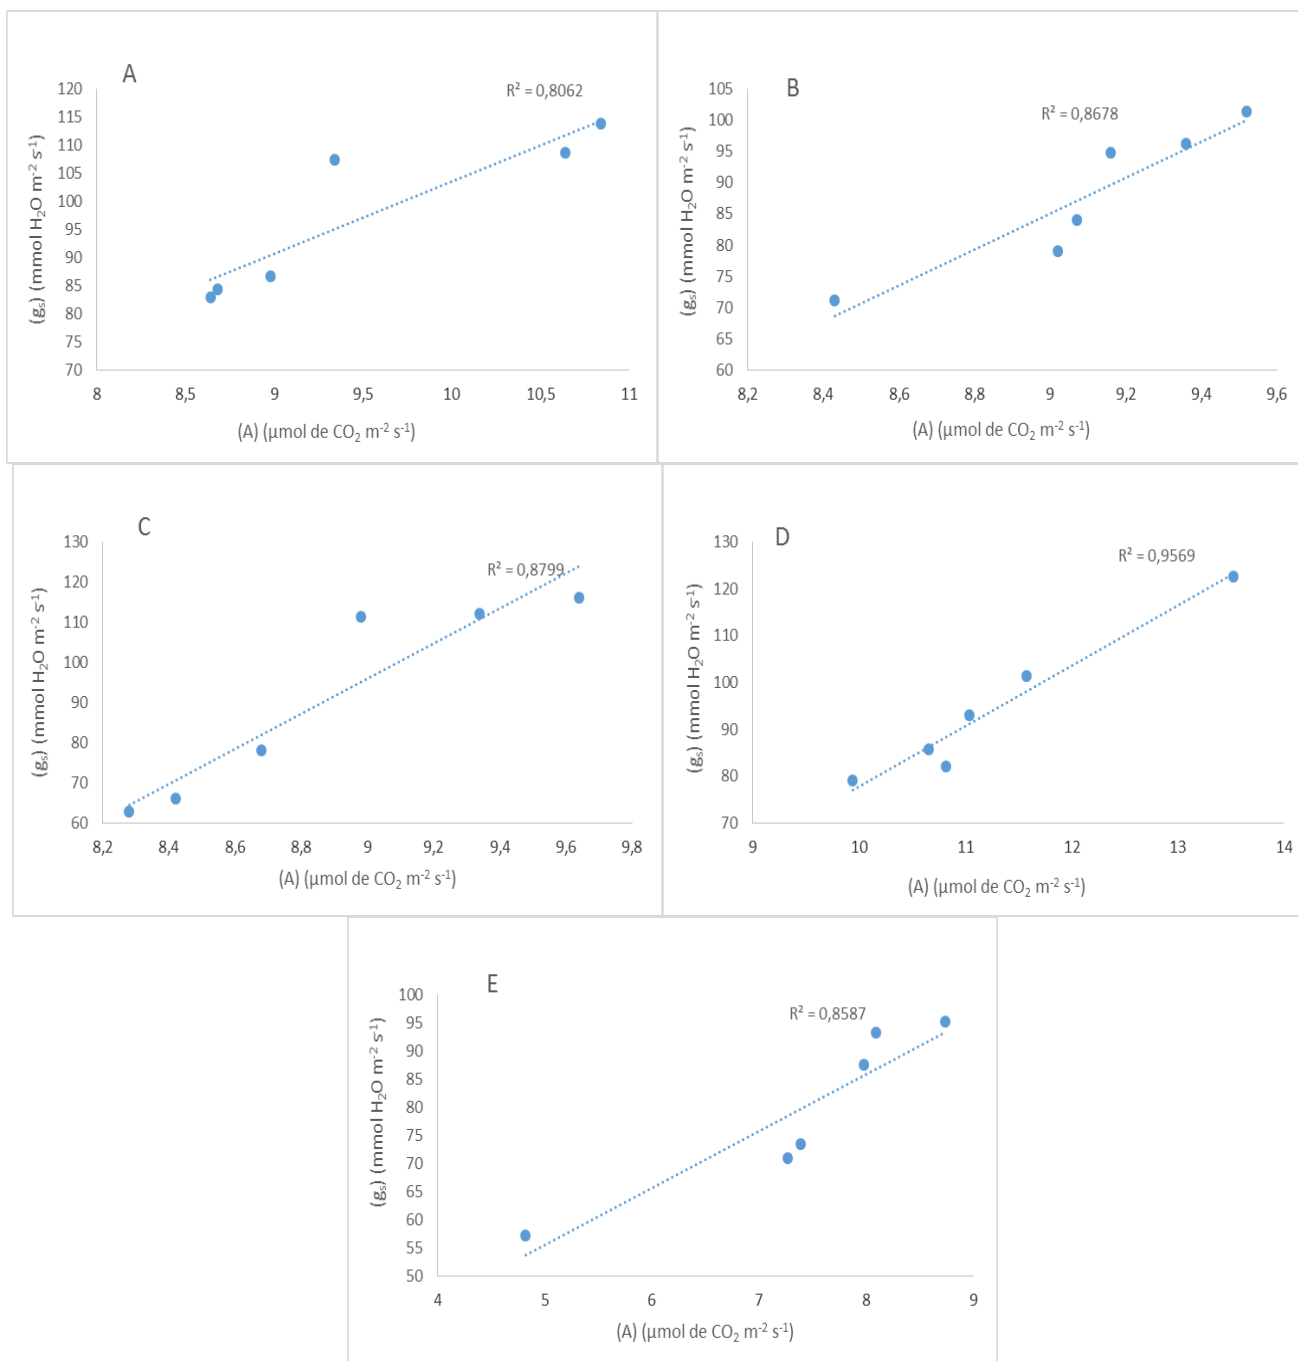 A
R² = 0,8062
(gₛ) (mmol H₂O m⁻² s⁻¹)
120
115
110
105
100
95
90
85
80
75
70
8 8,5 9 9,5 10 10,5 11
(A) (µmol de CO₂ m⁻² s⁻¹)
B
R² = 0,8678
(gₛ) (mmol H₂O m⁻² s⁻¹)
105
100
95
90
85
80
75
70
65
60
8,2 8,4 8,6 8,8 9 9,2 9,4 9,6
(A) (µmol de CO₂ m⁻² s⁻¹)
C
R² = 0,8799
(gₛ) (mmol H₂O m⁻² s⁻¹)
130
120
110
100
90
80
70
60
8,2 8,4 8,6 8,8 9 9,2 9,4 9,6 9,8
(A) (µmol de CO₂ m⁻² s⁻¹)
D
R² = 0,9569
(gₛ) (mmol H₂O m⁻² s⁻¹)
130
120
110
100
90
80
70
9 10 11 12 13 14
(A) (µmol de CO₂ m⁻² s⁻¹)
E
R² = 0,8587
(gₛ) (mmol H₂O m⁻² s⁻¹)
100
95
90
85
80
75
70
65
60
55
50
4 5 6 7 8 9
(A) (µmol de CO₂ m⁻² s⁻¹)